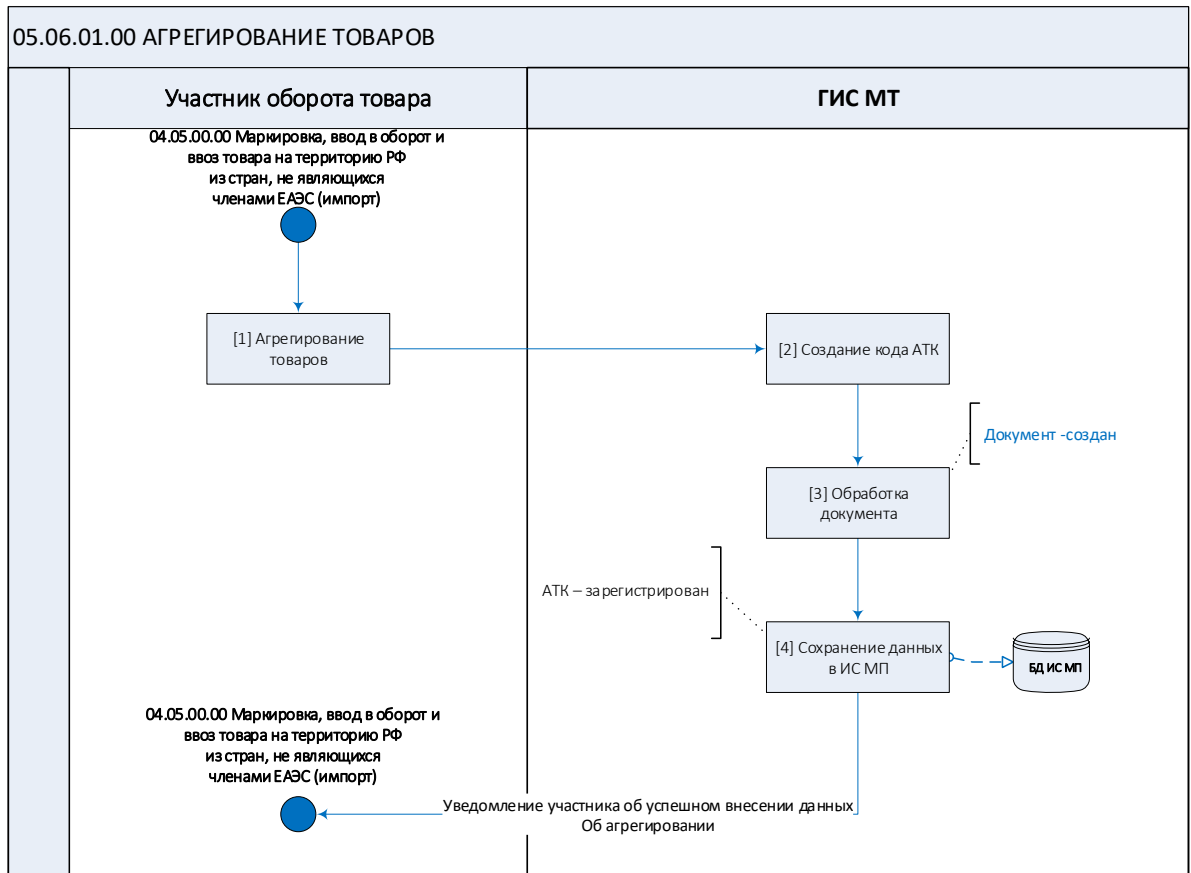 05.06.01.00 АГРЕГИРОВАНИЕ ТОВАРОВ
Участник оборота товара
ГИС МТ
04.05.00.00 Маркировка, ввод в оборот и
ввоз товара на территорию РФ
из стран, не являющихся
членами ЕАЭС (импорт)
[1] Агрегирование
товаров
[2] Создание кода АТК
Документ -создан
[3] Обработка
документа
АТК – зарегистрирован
[4] Сохранение данных
в ИС МП
БД ИС МП
04.05.00.00 Маркировка, ввод в оборот и
ввоз товара на территорию РФ
из стран, не являющихся
членами ЕАЭС (импорт)
Уведомление участника об успешном внесении данных
Об агрегировании